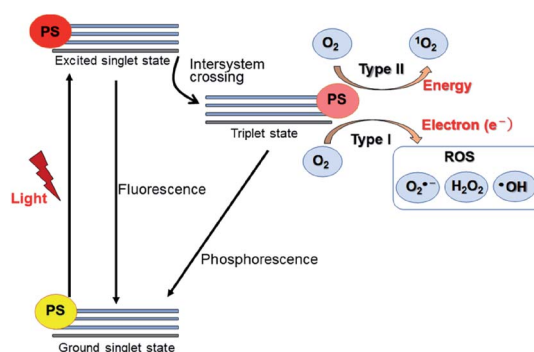 PS
Excited singlet state
Intersystem
crossing
O₂
Type II
¹O₂
Energy
PS
Triplet state
Electron (e⁻)
Type I
O₂
ROS
O₂•⁻
H₂O₂
•OH
Light
Fluorescence
Phosphorescence
PS
Ground singlet state